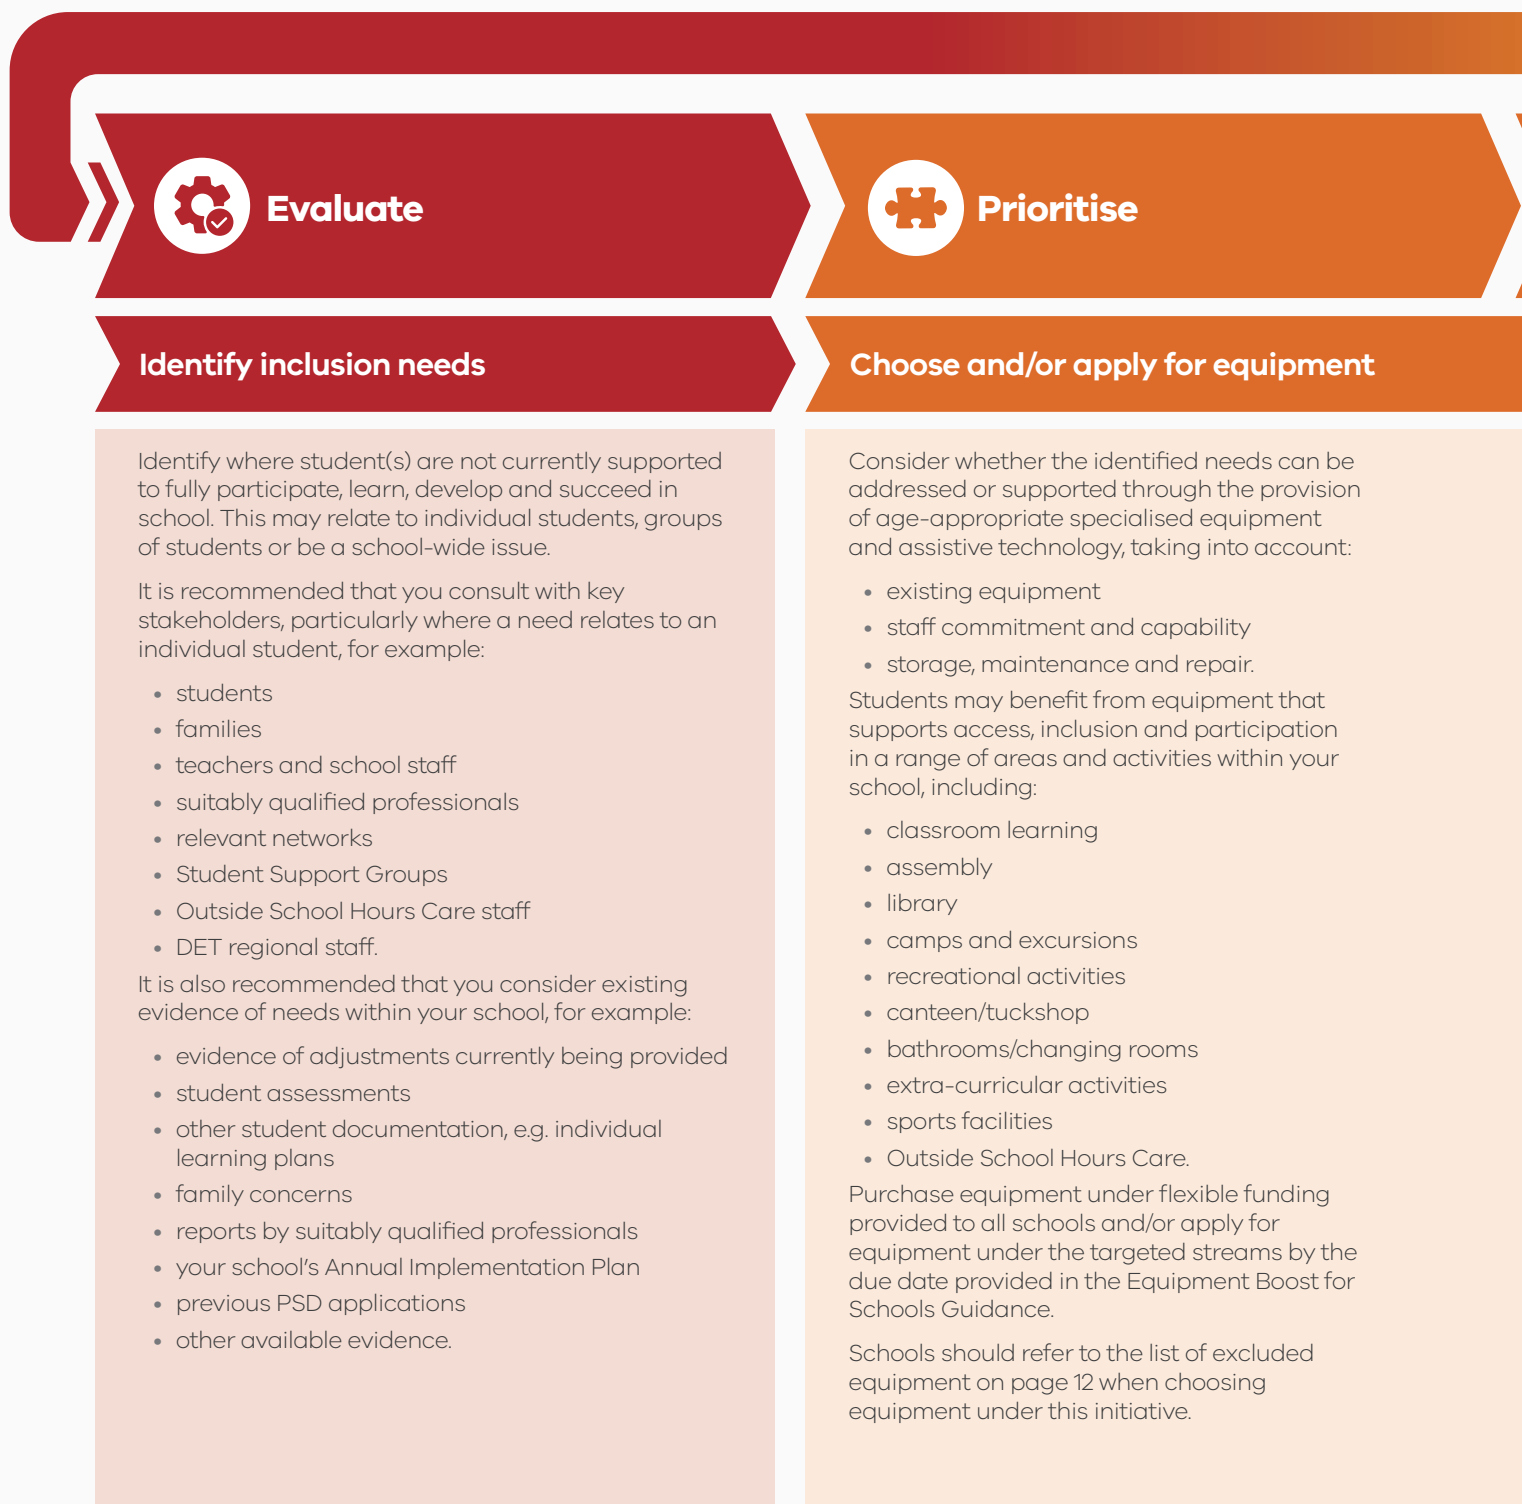 Evaluate
Identify inclusion needs
Identify where student(s) are not currently supported
to fully participate, learn, develop and succeed in
school. This may relate to individual students, groups
of students or be a school-wide issue.
It is recommended that you consult with key
stakeholders, particularly where a need relates to an
individual student, for example:
• students
• families
• teachers and school staff
• suitably qualified professionals
• relevant networks
• Student Support Groups
• Outside School Hours Care staff
• DET regional staff.
It is also recommended that you consider existing
evidence of needs within your school, for example:
• evidence of adjustments currently being provided
• student assessments
• other student documentation, e.g. individual
learning plans
• family concerns
• reports by suitably qualified professionals
• your school's Annual Implementation Plan
• previous PSD applications
• other available evidence.
Prioritise
Choose and/or apply for equipment
Consider whether the identified needs can be
addressed or supported through the provision
of age-appropriate specialised equipment
and assistive technology, taking into account:
• existing equipment
• staff commitment and capability
• storage, maintenance and repair.
Students may benefit from equipment that
supports access, inclusion and participation
in a range of areas and activities within your
school, including:
• classroom learning
• assembly
• library
• camps and excursions
• recreational activities
• canteen/tuckshop
• bathrooms/changing rooms
• extra-curricular activities
• sports facilities
• Outside School Hours Care.
Purchase equipment under flexible funding
provided to all schools and/or apply for
equipment under the targeted streams by the
due date provided in the Equipment Boost for
Schools Guidance.
Schools should refer to the list of excluded
equipment on page 12 when choosing
equipment under this initiative.